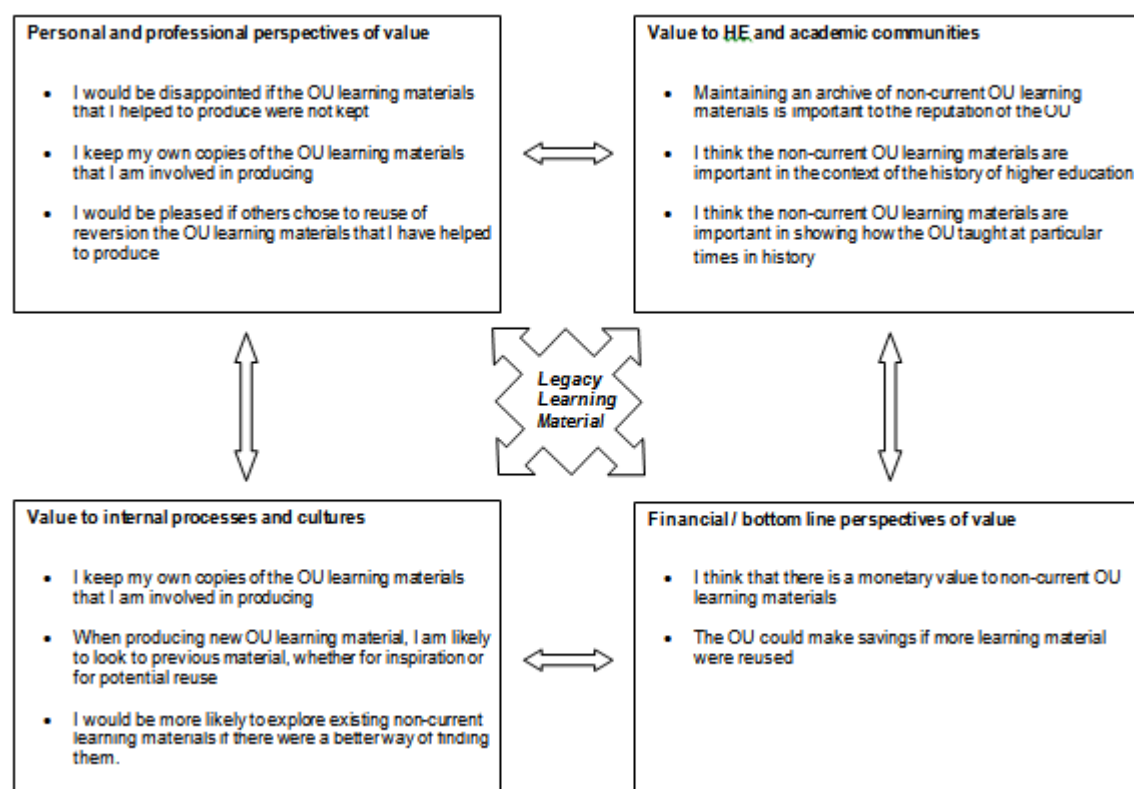 Personal and professional perspectives of value
• I would be disappointed if the OU learning materials
that I helped to produce were not kept
• I keep my own copies of the OU learning materials
that I am involved in producing
• I would be pleased if others chose to reuse of
reversion the OU learning materials that I have helped
to produce
Value to HE and academic communities
• Maintaining an archive of non-current OU learning
materials is important to the reputation of the OU
• I think the non-current OU learning materials are
important in the context of the history of higher education
• I think the non-current OU learning materials are
important in showing how the OU taught at particular
times in history
Legacy
Learning
Material
Value to internal processes and cultures
• I keep my own copies of the OU learning materials
that I am involved in producing
• When producing new OU learning material, I am likely
to look to previous material, whether for inspiration or
for potential reuse
• I would be more likely to explore existing non-current
learning materials if there were a better way of finding
them.
Financial / bottom line perspectives of value
• I think that there is a monetary value to non-current OU
learning materials
• The OU could make savings if more learning material
were reused